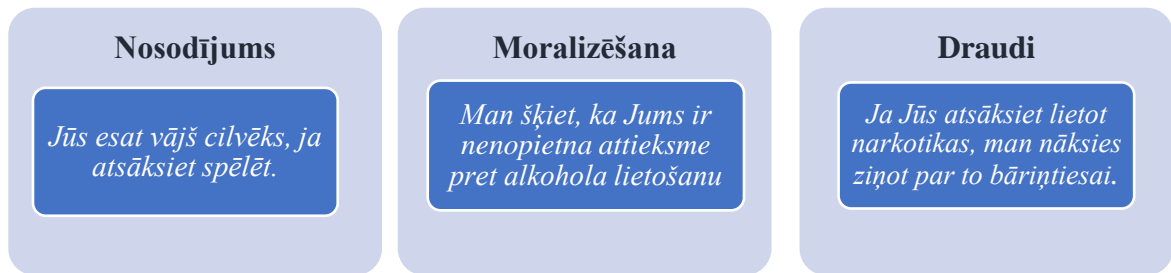 Nosodījums
Jūs esat vājš cilvēks, ja
atsāksiet spēlēt.
Moralizēšana
Man šķiet, ka Jums ir
nenopietna attieksme
pret alkohola lietošanu
Draudi
Ja Jūs atsāksiet lietot
narkotikas, man nāksies
ziņot par to bāriņtiesai.